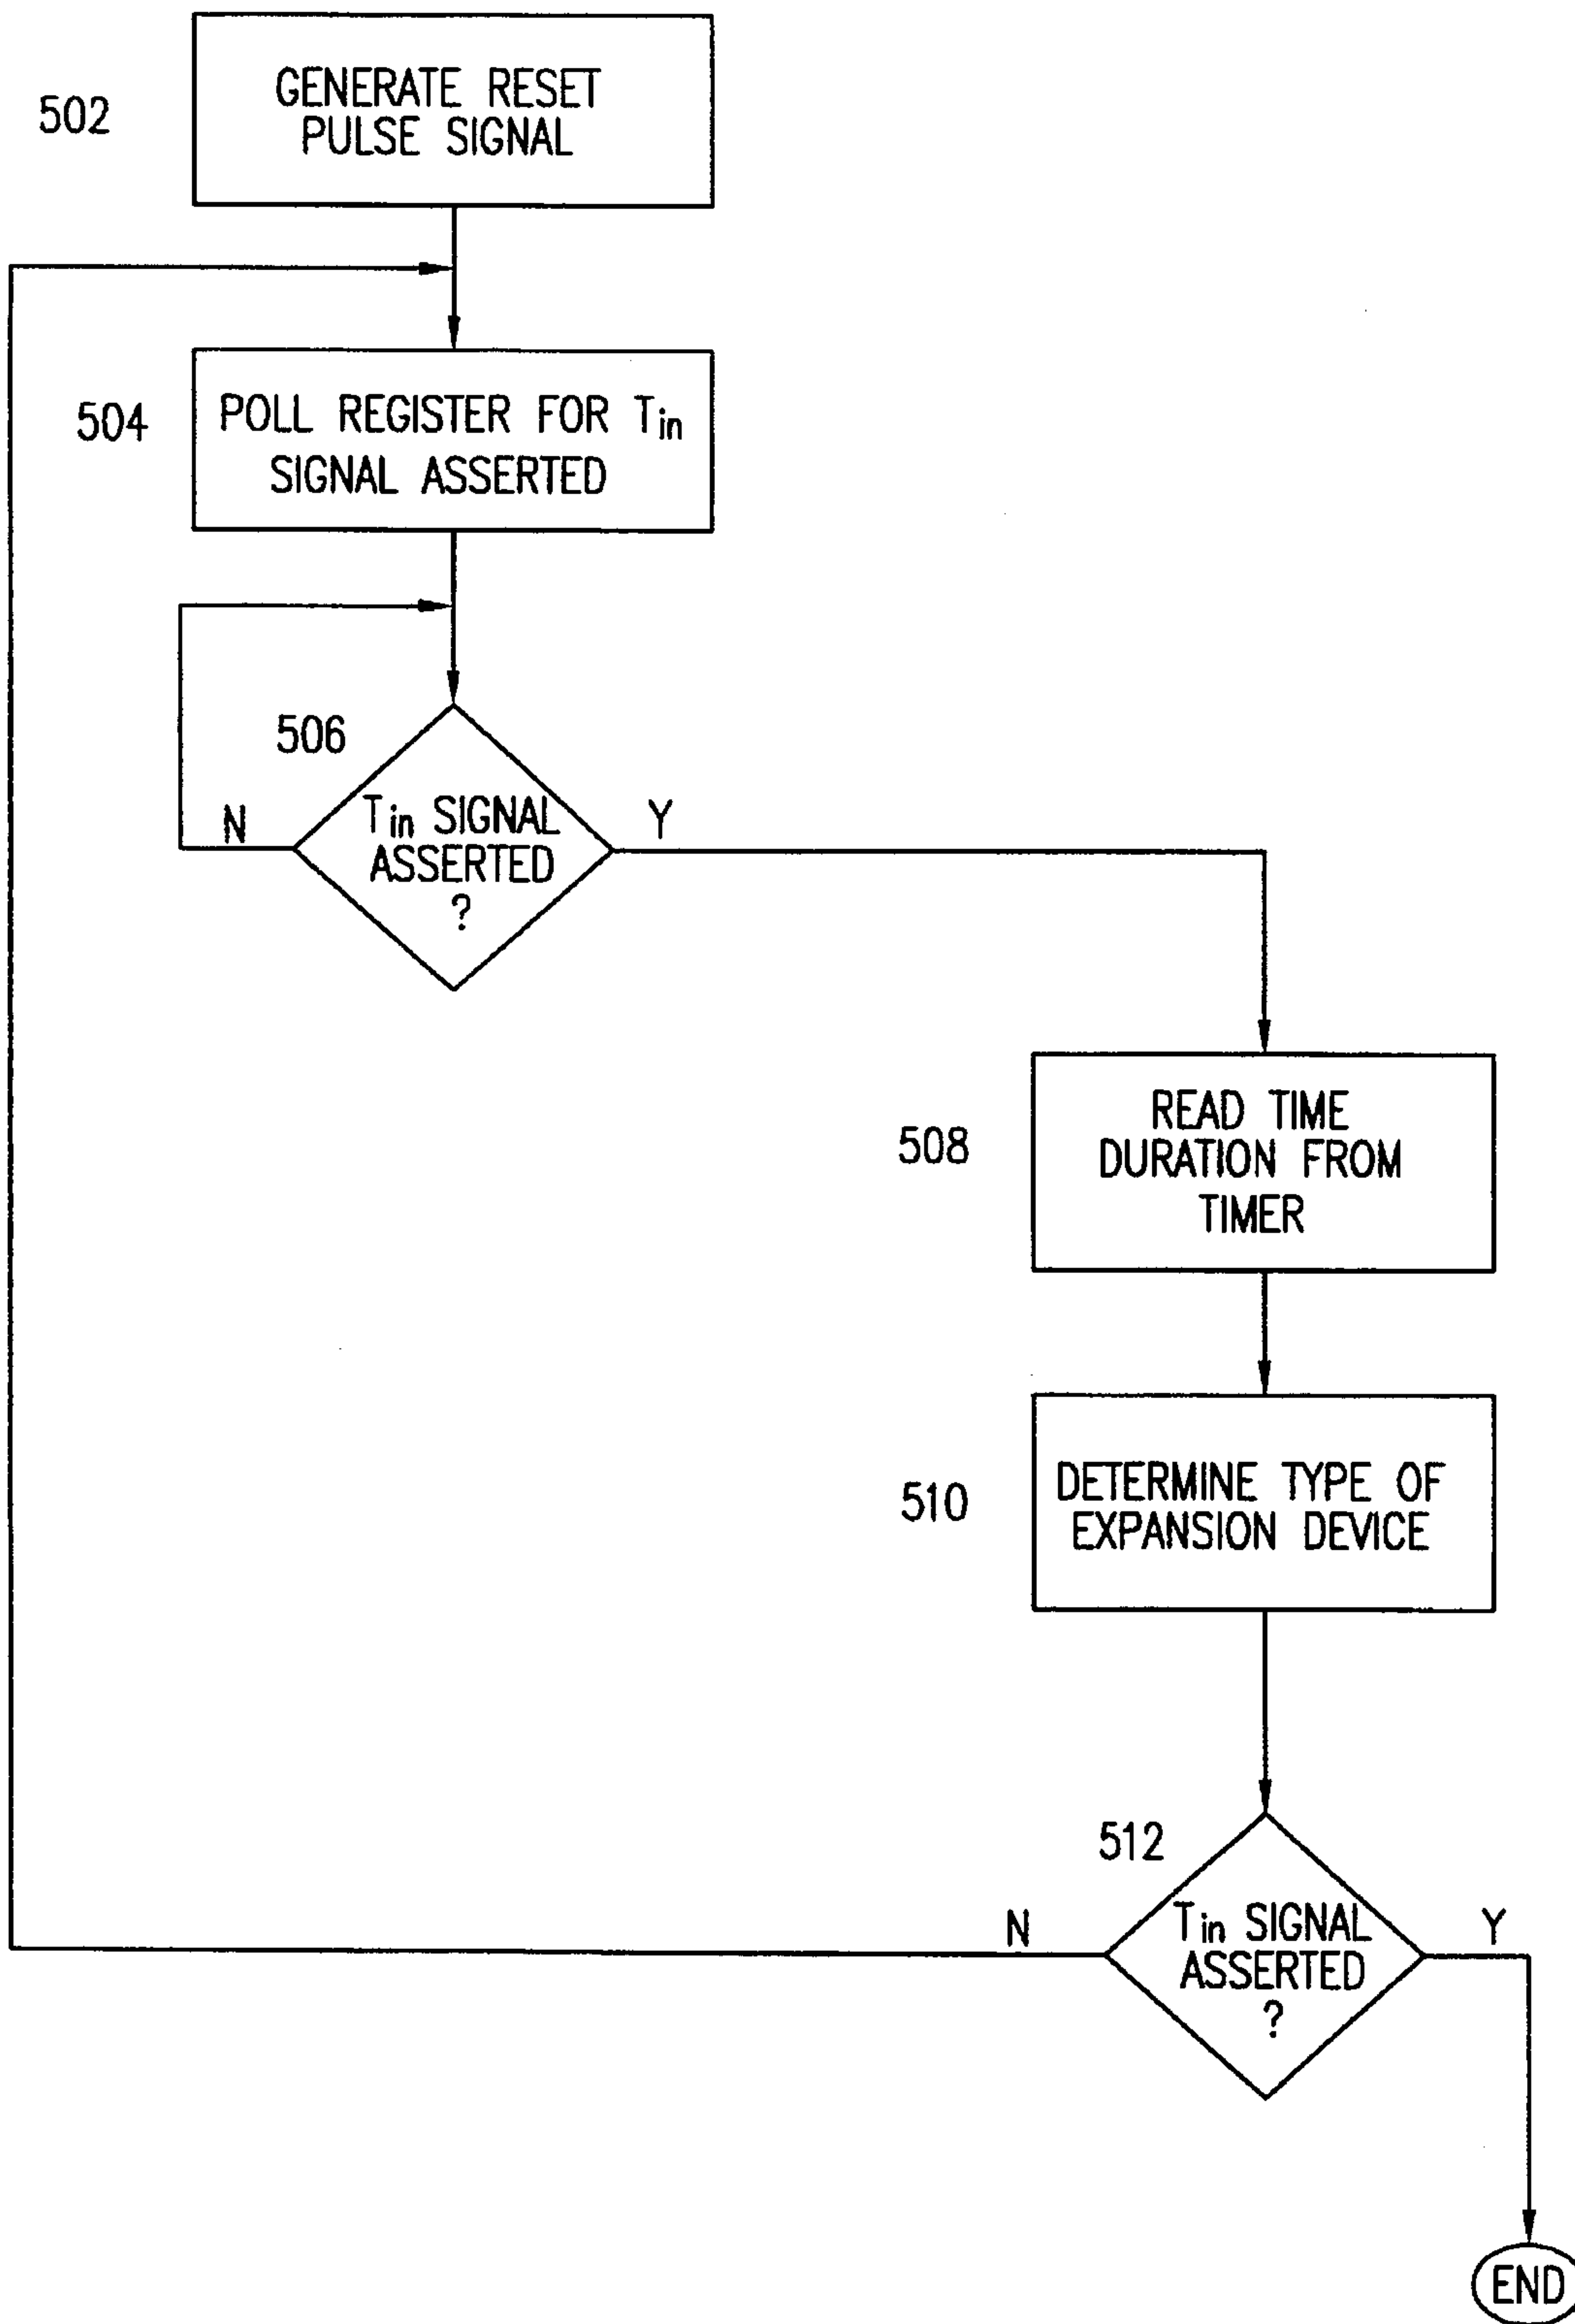 502
GENERATE RESET
PULSE SIGNAL
504
POLL REGISTER FOR Tin
SIGNAL ASSERTED
506
N
Tin SIGNAL
ASSERTED
?
Y
508
READ TIME
DURATION FROM
TIMER
510
DETERMINE TYPE OF
EXPANSION DEVICE
512
N
Tin SIGNAL
ASSERTED
?
Y
END